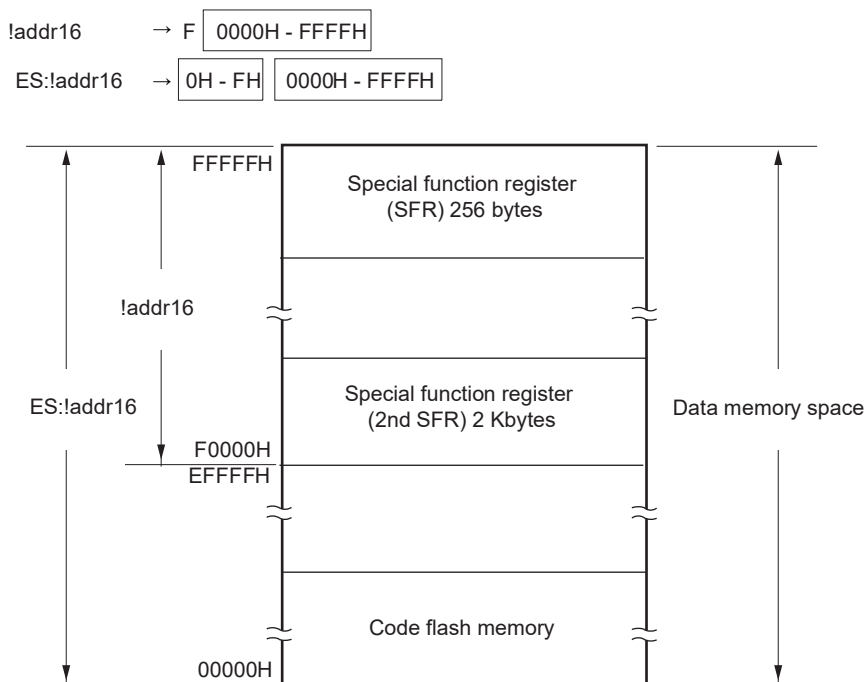 !addr16 → F 0000H - FFFFH
ES:!addr16 → 0H - FH 0000H - FFFFH
FFFFFH
Special function register
(SFR) 256 bytes
!addr16
Special function register
(2nd SFR) 2 Kbytes
ES:!addr16
Data memory space
F0000H
EFFFFH
Code flash memory
00000H